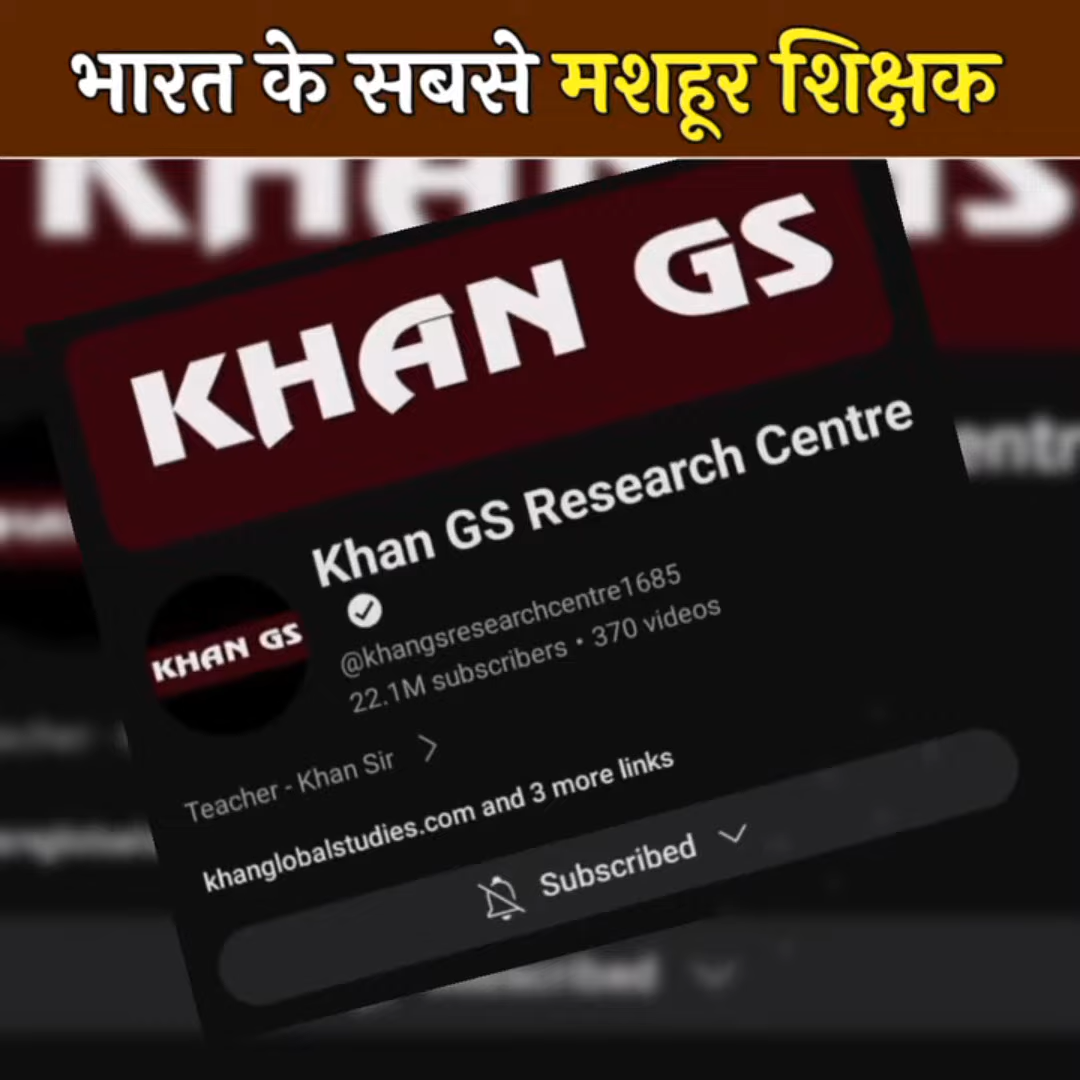 भारत के सबसे मशहूर शिक्षक
KHAN GS
Khan GS Research Centre
KHAN GS
@khangsresearchcentre1685
22.1M subscribers • 370 videos
Teacher - Khan Sir
khanglobalstudies.com and 3 more links
Subscribed